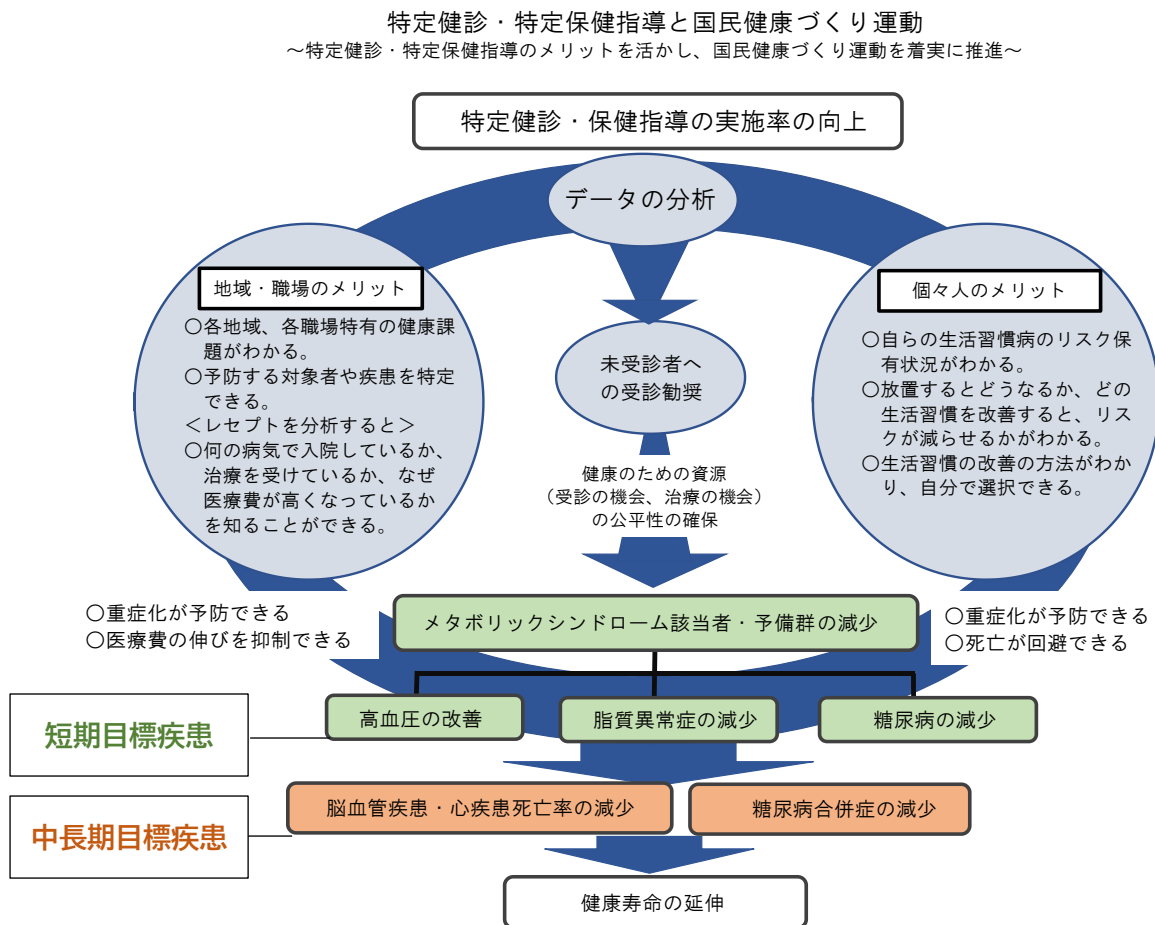 特定健診・特定保健指導と国民健康づくり運動
～特定健診・特定保健指導のメリットを活かし、国民健康づくり運動を着実に推進～
特定健診・保健指導の実施率の向上
データの分析
地域・職場のメリット
○各地域、各職場特有の健康課
題がわかる。
○予防する対象者や疾患を特定
できる。
＜レセプトを分析すると＞
○何の病気で入院しているか、
治療を受けているか、なぜ
医療費が高くなっているか
を知ることができる。
未受診者へ
の受診勧奨
健康のための資源
（受診の機会、治療の機会）
の公平性の確保
個々人のメリット
○自らの生活習慣病のリスク保
有状況がわかる。
○放置するとどうなるか、どの
生活習慣を改善すると、リス
クが減らせるかがわかる。
○生活習慣の改善の方法がわか
り、自分で選択できる。
○重症化が予防できる
○医療費の伸びを抑制できる
メタボリックシンドローム該当者・予備群の減少
○重症化が予防できる
○死亡が回避できる
短期目標疾患
高血圧の改善
脂質異常症の減少
糖尿病の減少
中長期目標疾患
脳血管疾患・心疾患死亡率の減少
糖尿病合併症の減少
健康寿命の延伸